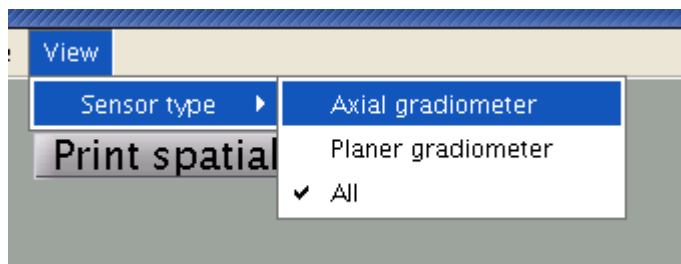 View
Sensor type
Axial gradiometer
Print spatial
Planer gradiometer
All